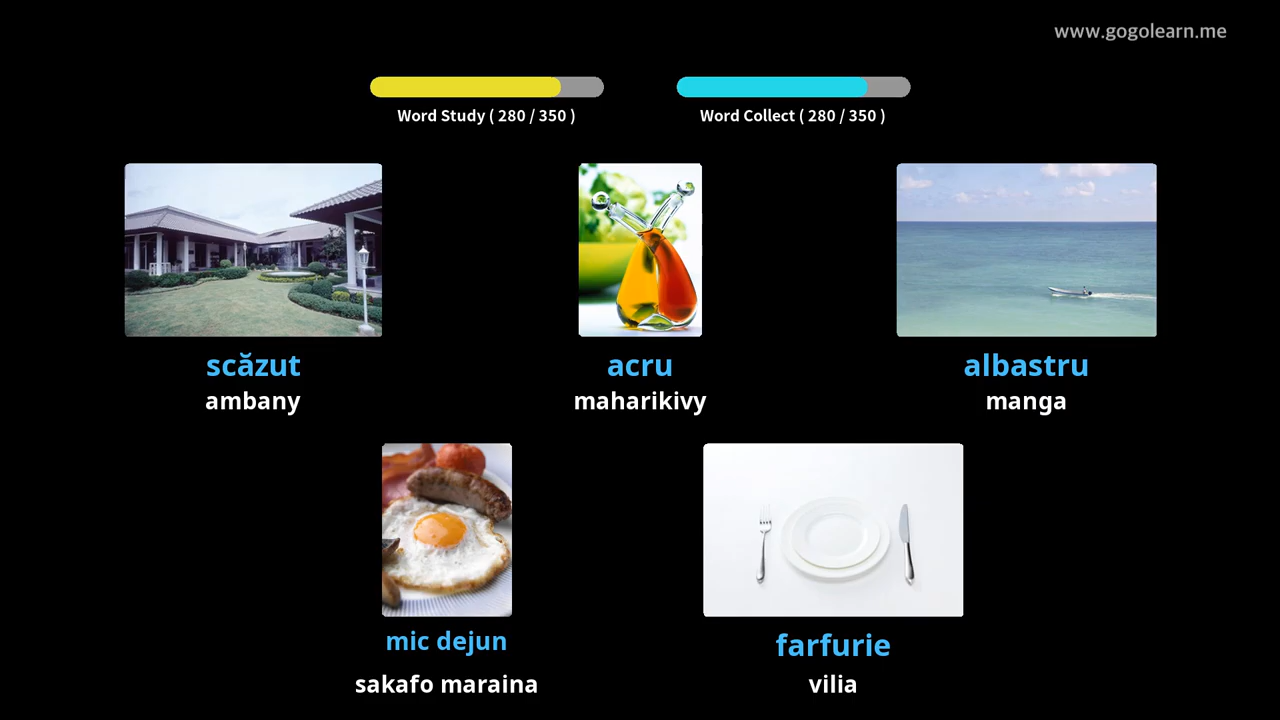 www.gogolearn.me
Word Study ( 280 / 350 )
Word Collect ( 280 / 350 )
scăzut
ambany
acru
maharikivy
albastru
manga
mic dejun
sakafo maraina
farfurie
vilia